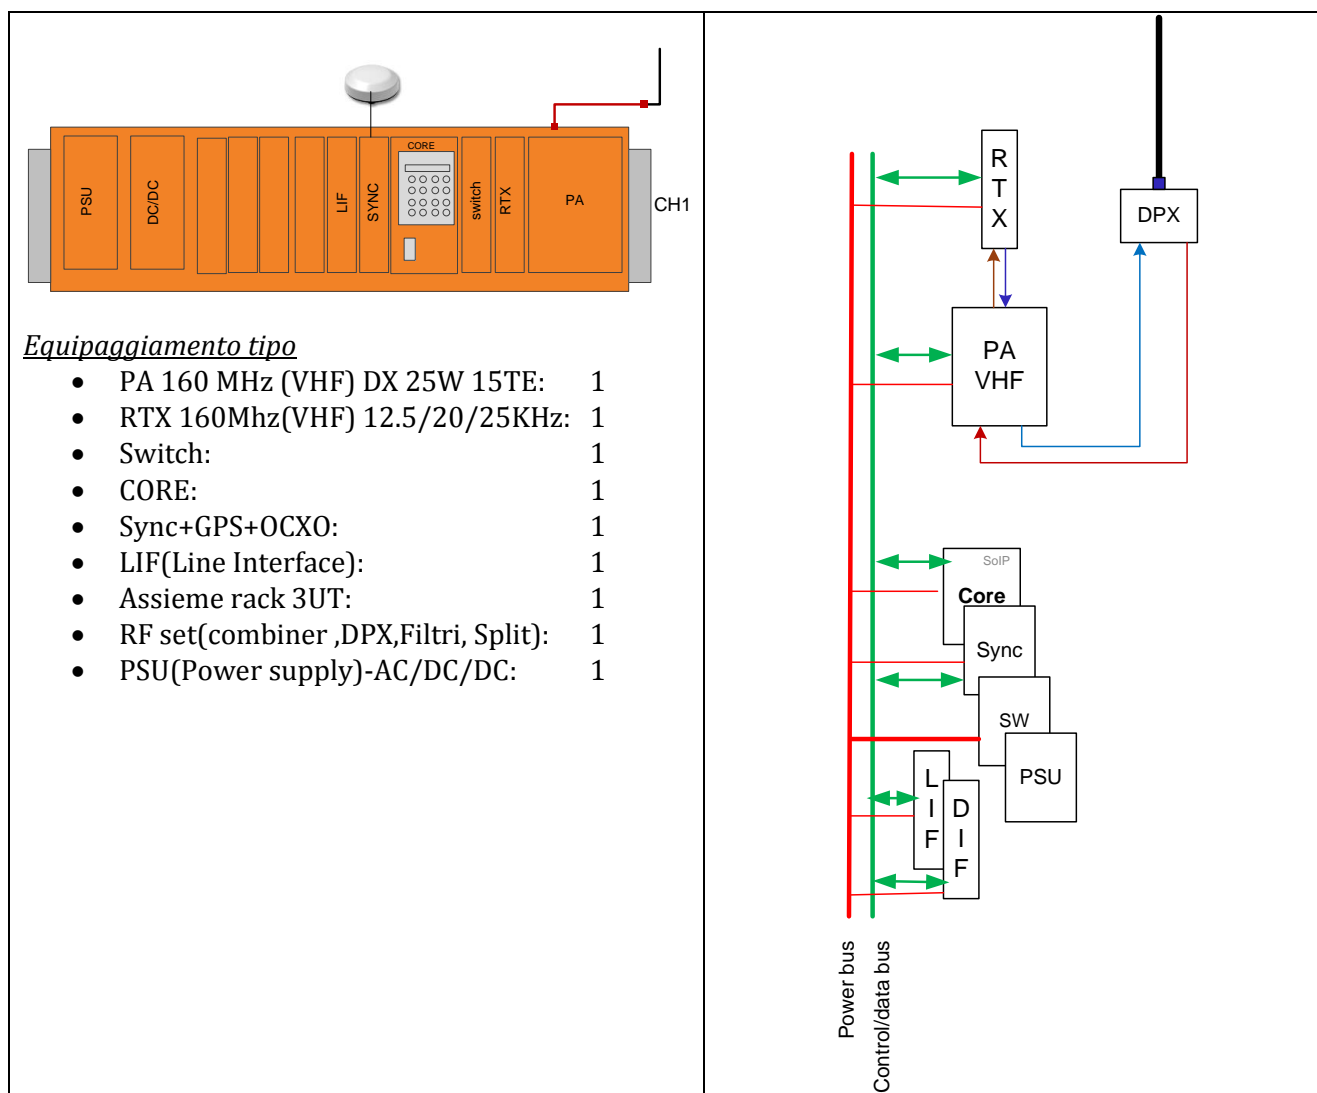 CORE
PSU
DC/DC
LIF
SYNC
switch
RTX
PA
CH1
Equipaggiamento tipo
• PA 160 MHz (VHF) DX 25W 15TE: 1
• RTX 160Mhz(VHF) 12.5/20/25KHz: 1
• Switch: 1
• CORE: 1
• Sync+GPS+OCXO: 1
• LIF(Line Interface): 1
• Assieme rack 3UT: 1
• RF set(combiner ,DPX,Filtri, Split): 1
• PSU(Power supply)-AC/DC/DC: 1
R
T
X
DPX
PA
VHF
SoIP
Core
Sync
SW
PSU
L
I
F
D
I
F
Power bus
Control/data bus